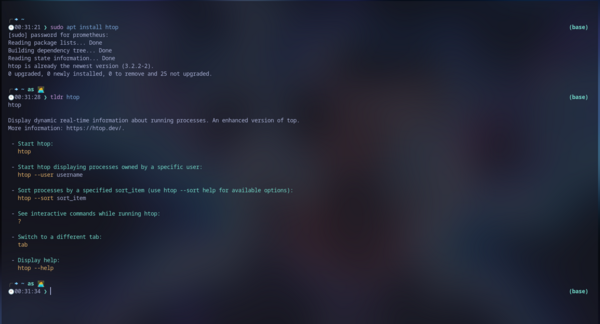 ~
00:31:21 ❯ sudo apt install htop (base)
[sudo] password for prometheus:
Reading package lists... Done
Building dependency tree... Done
Reading state information... Done
htop is already the newest version (3.2.2-2).
0 upgraded, 0 newly installed, 0 to remove and 25 not upgraded.
~ as
00:31:28 ❯ tldr htop (base)
htop
Display dynamic real-time information about running processes. An enhanced version of top.
More information: https://htop.dev/.
- Start htop:
htop
- Start htop displaying processes owned by a specific user:
htop --user username
- Sort processes by a specified sort_item (use htop --sort help for available options):
htop --sort sort_item
- See interactive commands while running htop:
?
- Switch to a different tab:
tab
- Display help:
htop --help
~ as
00:31:34 ❯ (base)